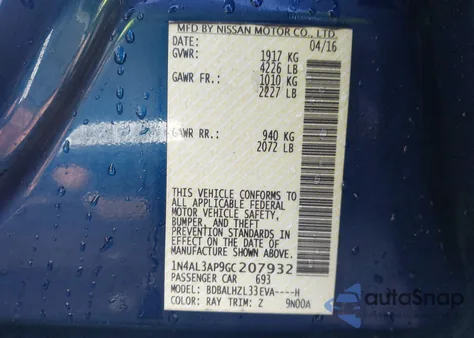 MFD BY NISSAN MOTOR CO., LTD.
DATE: 04/16
GVWR: 1917 KG
4226 LB
GAWR FR.: 1010 KG
2227 LB
GAWR RR.: 940 KG
2072 LB
THIS VEHICLE CONFORMS TO
ALL APPLICABLE FEDERAL
MOTOR VEHICLE SAFETY,
BUMPER, AND THEFT
PREVENTION STANDARDS IN
EFFECT ON THE DATE OF
MANUFACTURE SHOWN ABOVE.
1N4AL3AP9GC207932
PASSENGER CAR 693
MODEL: BDBALHZL33EVA----H
COLOR: RAY TRIM: Z 9N00A
autoSnap